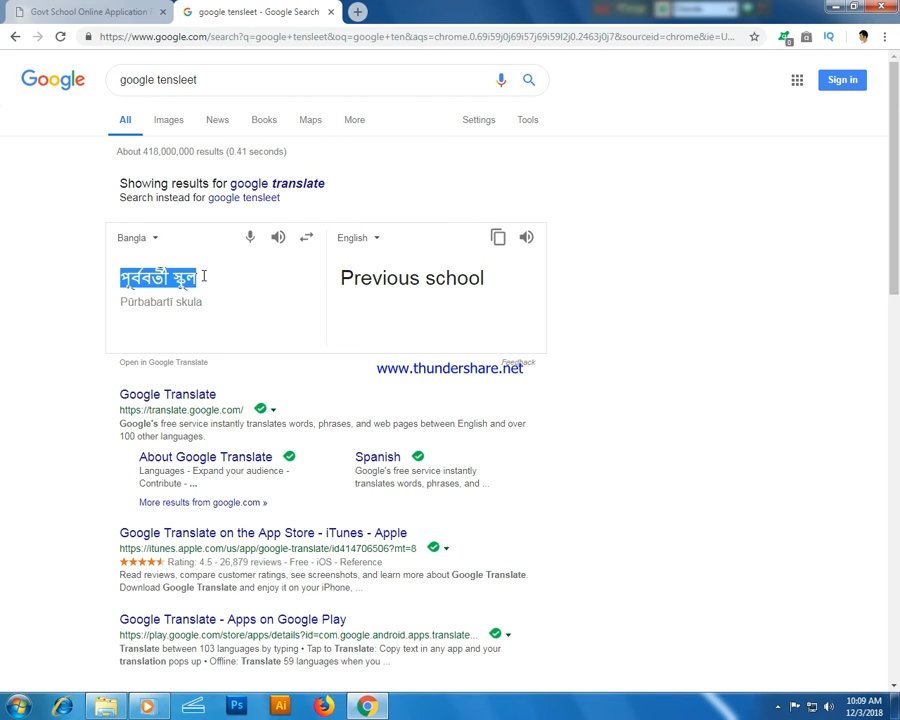 Govt School Online Application
google tensleet - Google Search
https://www.google.com/search?q=google+tensleet&oq=google+ten&aqs=chrome.0.69i59j0j69i57j69i59l2j0.2463j0j7&sourceid=chrome&ie=U...
Google
google tensleet
Sign in
All Images News Books Maps More Settings Tools
About 418,000,000 results (0.41 seconds)
Showing results for google translate
Search instead for google tensleet
Bangla English
পূর্ববর্তী স্কুল Previous school
Pūrbabartī skula
Open in Google Translate Feedback
www.thundershare.net
Google Translate
https://translate.google.com/
Google's free service instantly translates words, phrases, and web pages between English and over
100 other languages.
About Google Translate Spanish
Languages - Expand your audience - Google's free service instantly
Contribute - ... translates words, phrases, and ...
More results from google.com »
Google Translate on the App Store - iTunes - Apple
https://itunes.apple.com/us/app/google-translate/id414706506?mt=8
Rating: 4.5 - 26,879 reviews - Free - iOS - Reference
Read reviews, compare customer ratings, see screenshots, and learn more about Google Translate.
Download Google Translate and enjoy it on your iPhone, ...
Google Translate - Apps on Google Play
https://play.google.com/store/apps/details?id=com.google.android.apps.translate...
Translate between 103 languages by typing • Tap to Translate: Copy text in any app and your
translation pops up • Offline: Translate 59 languages when you ...
Ps Ai
10:09 AM
12/3/2018